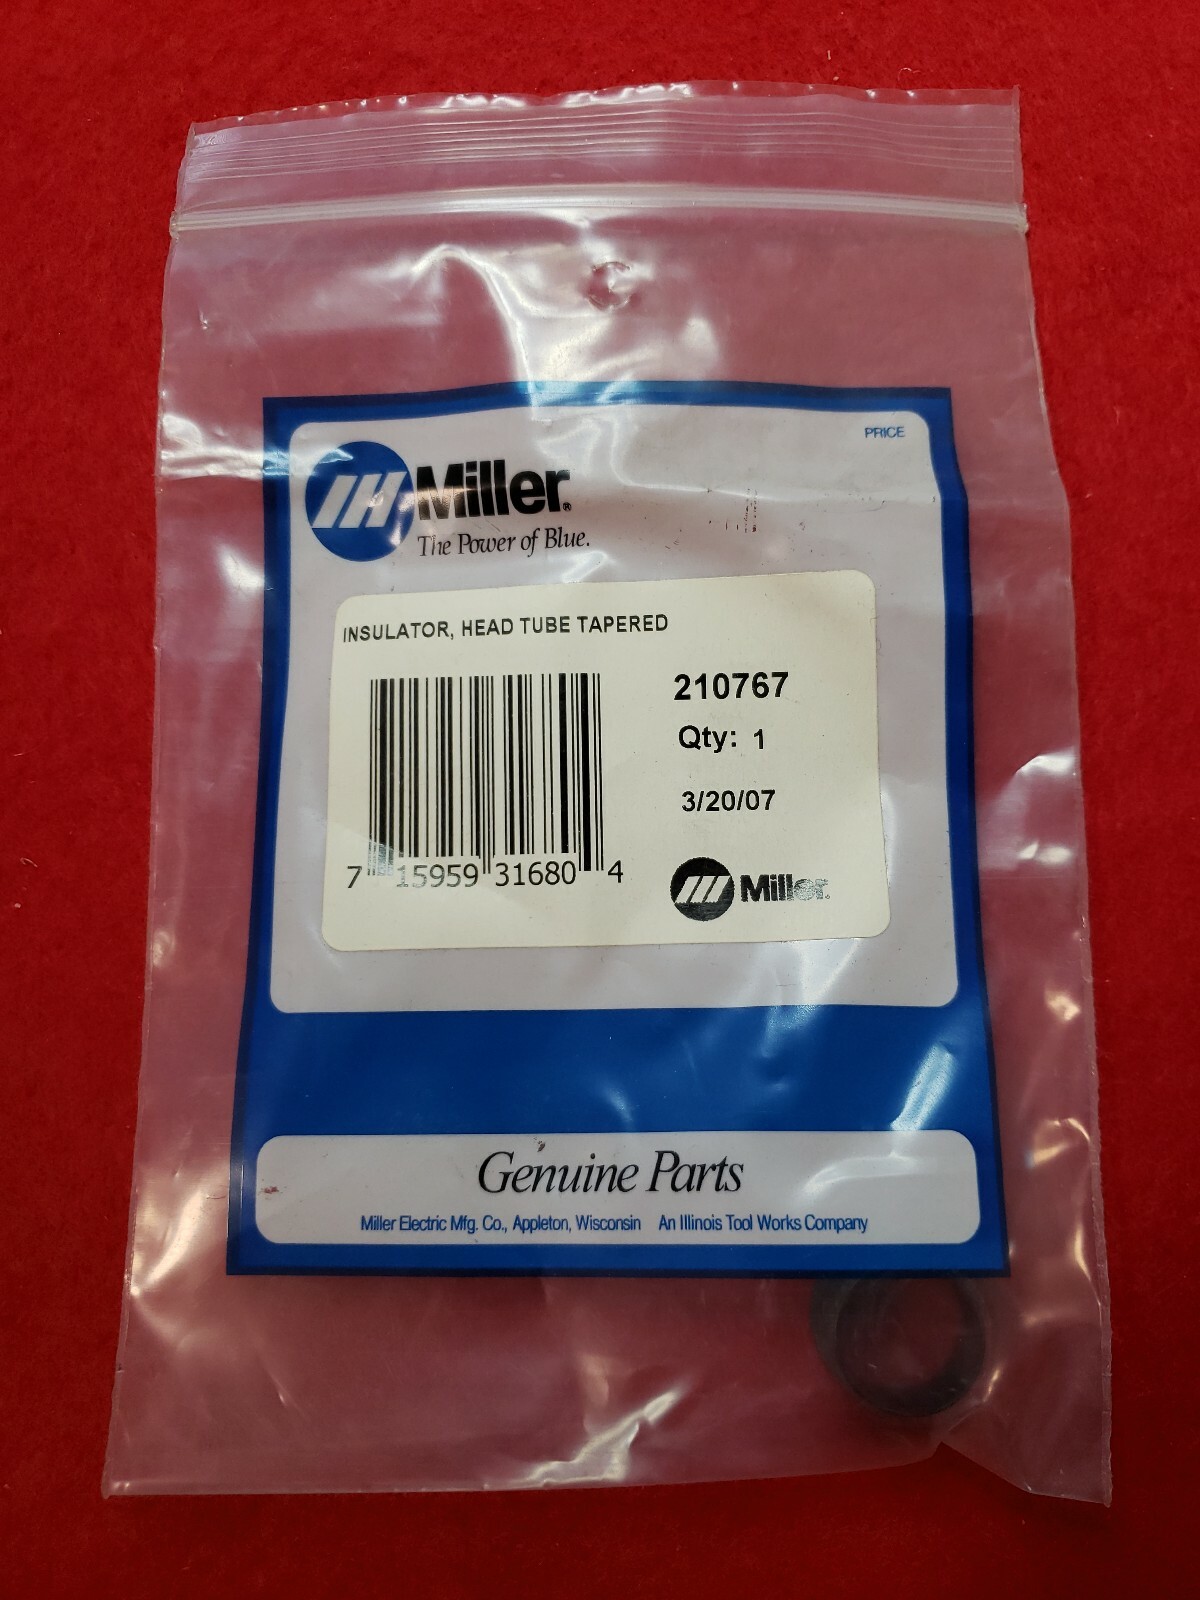 PRICE
Miller®
The Power of Blue.
INSULATOR, HEAD TUBE TAPERED
210767
Qty: 1
3/20/07
7 15959 31680 4
Miller.
Genuine Parts
Miller Electric Mfg. Co., Appleton, Wisconsin An Illinois Tool Works Company